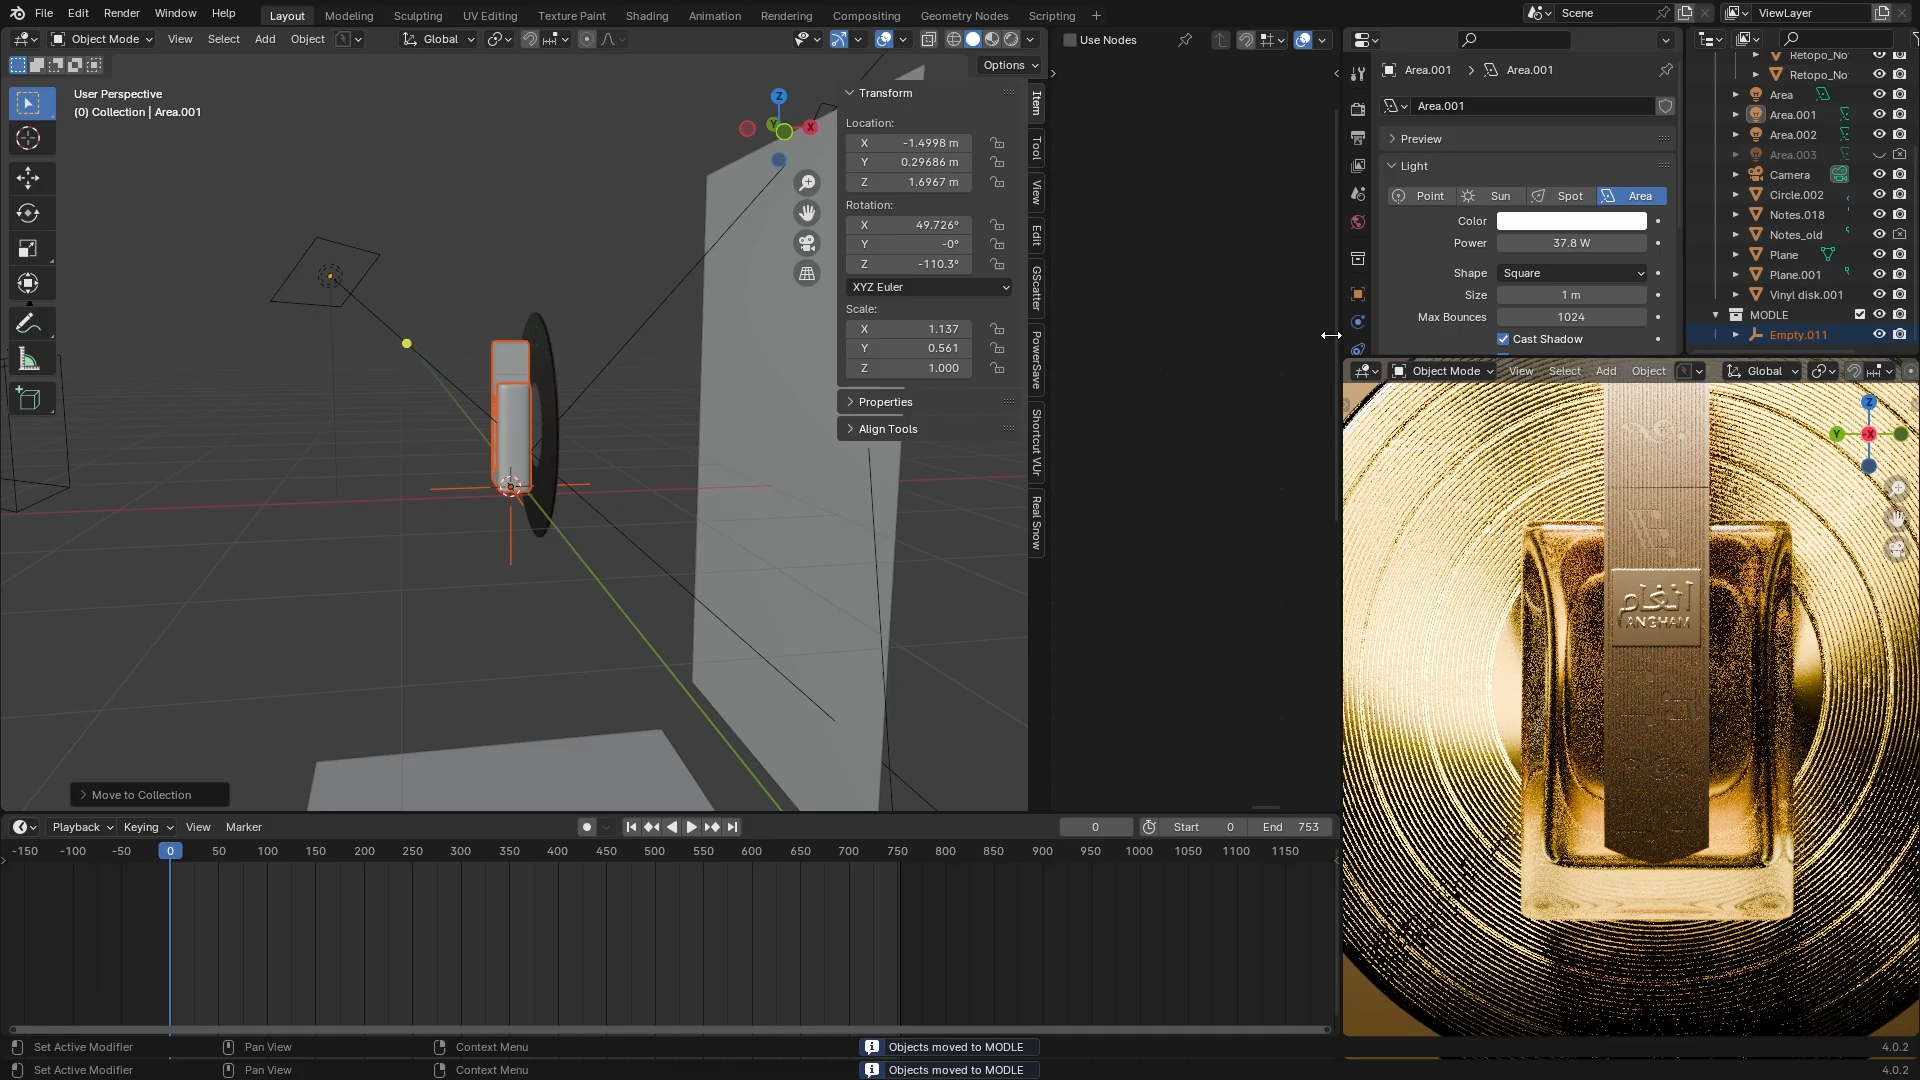 File Edit Render Window Help Layout Modeling Sculpting UV Editing Texture Paint Shading Animation Rendering Compositing Geometry Nodes Scripting Scene ViewLayer
Object Mode View Select Add Object Global
Use Nodes
Options
User Perspective
(0) Collection | Area.001
Transform
Location:
X -1.4998 m
Y 0.29686 m
Z 1.6967 m
Rotation:
X 49.726°
Y -0°
Z -110.3°
XYZ Euler
Scale:
X 1.137
Y 0.561
Z 1.000
Properties
Align Tools
Item
Tool
View
Edit
GScatter
PowerSave
Shortcut VUr
Real Snow
Z
Y
X
Area.001 Area.001
Area.001
Preview
Light
Point Sun Spot Area
Color
Power 37.8 W
Shape Square
Size 1 m
Max Bounces 1024
Cast Shadow
Retopo_No
Retopo_No
Area
Area.001
Area.002
Area.003
Camera
Circle.002
Notes.018
Notes_old
Plane
Plane.001
Vinyl disk.001
MODLE
Empty.011
Object Mode View Select Add Object Global
Z
Y
-X
أنغام
ANGHAM
Move to Collection
Playback Keying View Marker 0 Start 0 End 753
-150 -100 -50 0 50 100 150 200 250 300 350 400 450 500 550 600 650 700 750 800 850 900 950 1000 1050 1100 1150
Set Active Modifier Pan View Context Menu Objects moved to MODLE 4.0.2
Set Active Modifier Pan View Context Menu Objects moved to MODLE 4.0.2